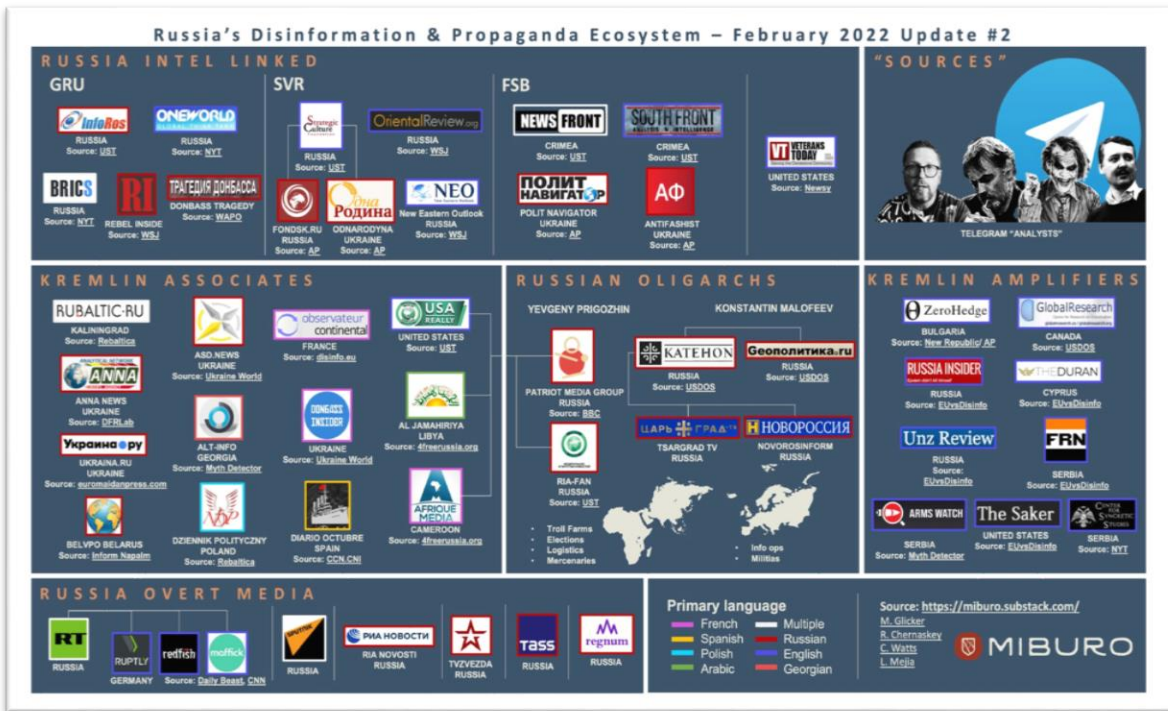 Russia's Disinformation & Propaganda Ecosystem – February 2022 Update #2
RUSSIA INTEL LINKED
GRU
InfoRos
RUSSIA
Source: UST
ONEWORLD
GLOBAL THINK TANK
RUSSIA
Source: NYT
BRICS
RUSSIA
Source: NYT
RI
REBEL INSIDE
Source: WSJ
ТРАГЕДИЯ ДОНБАССА
DONBASS TRAGEDY
Source: WAPO
SVR
Strategic
Culture
RUSSIA
Source: UST
OrientalReview.org
RUSSIA
Source: WSJ
FONDSK.RU
RUSSIA
Source: AP
Одна
Родина
ODNARODYNA
UKRAINE
Source: AP
NEO
New Eastern Outlook
RUSSIA
Source: WSJ
FSB
NEWS FRONT
CRIMEA
Source: UST
SOUTH FRONT
ANALYSIS & INTELLIGENCE
CRIMEA
Source: UST
ПОЛИТ
НАВИГАТОР
POLIT NAVIGATOR
UKRAINE
Source: AP
АФ
ANTIFASHIST
UKRAINE
Source: AP
VT VETERANS
TODAY
UNITED STATES
Source: Newsy
"SOURCES"
TELEGRAM "ANALYSTS"
KREMLIN ASSOCIATES
RUBALTIC·RU
KALININGRAD
Source: Rebaltica
ASD.NEWS
UKRAINE
Source: Ukraine World
observateur
continental
FRANCE
Source: disinfo.eu
USA
REALLY
UNITED STATES
Source: UST
ANALYTICAL NETWORK
ANNA
ANNA NEWS
UKRAINE
Source: DFRLab
ALT-INFO
GEORGIA
Source: Myth Detector
DONBASS
INSIDER
UKRAINE
Source: Ukraine World
AL JAMAHIRIYA
LIBYA
Source: 4freerussia.org
Украина ру
UKRAINA.RU
UKRAINE
Source: euromaidanpress.com
BELVPO BELARUS
Source: Inform Napalm
DZIENNIK POLITYCZNY
POLAND
Source: Rebaltica
DIARIO OCTUBRE
SPAIN
Source: CCN.CNI
AFRIQUE
MEDIA
CAMEROON
Source: 4freerussia.org
RUSSIAN OLIGARCHS
YEVGENY PRIGOZHIN
KONSTANTIN MALOFEEV
PATRIOT MEDIA GROUP
RUSSIA
Source: BBC
KATEHON
RUSSIA
Source: USDOS
Геополитика.ru
RUSSIA
Source: USDOS
RIA-FAN
RUSSIA
Source: UST
ЦАРЬГРАД ТВ
TSARGRAD TV
RUSSIA
НОВОРОССИЯ
NOVOROSINFORM
RUSSIA
• Troll Farms
• Elections
• Logistics
• Mercenaries
• Info ops
• Militias
KREMLIN AMPLIFIERS
ZeroHedge
BULGARIA
Source: New Republic/ AP
GlobalResearch
CANADA
Source: USDOS
RUSSIA INSIDER
RUSSIA
Source: EUvsDisinfo
THEDURAN
CYPRUS
Source: EUvsDisinfo
Unz Review
RUSSIA
Source:
EUvsDisinfo
FRN
SERBIA
Source: EUvsDisinfo
ARMS WATCH
SERBIA
Source: Myth Detector
The Saker
UNITED STATES
Source: EUvsDisinfo
CENTER
FOR
SYNCRETIC
STUDIES
SERBIA
Source: NYT
RUSSIA OVERT MEDIA
RT
RUSSIA
RUPTLY
redfish
maffick
GERMANY
Source: Daily Beast, CNN
SPUTNIK
RUSSIA
РИА НОВОСТИ
RIA NOVOSTI
RUSSIA
TVZVEZDA
RUSSIA
TASS
RUSSIA
regnum
RUSSIA
Primary language
French
Spanish
Polish
Arabic
Multiple
Russian
English
Georgian
Source: https://miburo.substack.com/
M. Glicker
R. Chernaskey
C. Watts
L. Mejia
MIBURO